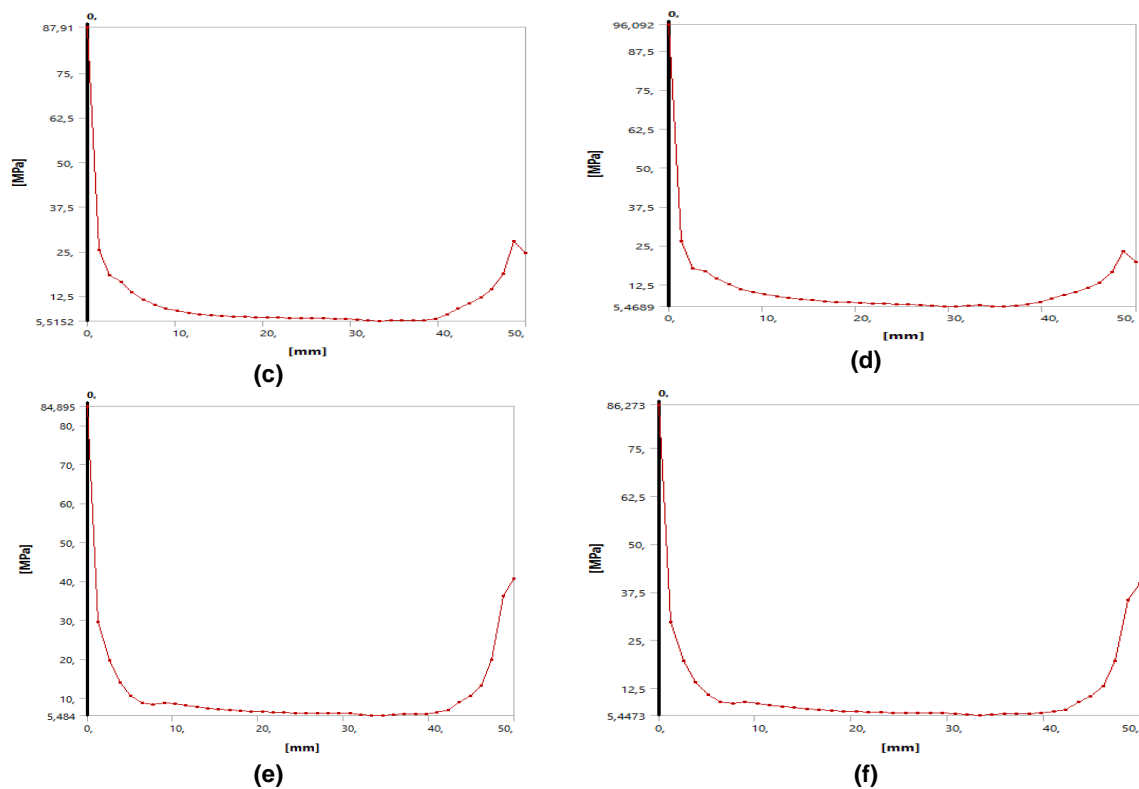 0,
87,91
75,
62,5
50,
37,5
25,
12,5
5,5152
[MPa]
0, 10, 20, 30, 40, 50,
[mm]
(c)
0,
96,092
87,5
75,
62,5
50,
37,5
25,
12,5
5,4689
[MPa]
0, 10, 20, 30, 40, 50,
[mm]
(d)
0,
84,895
80,
70,
60,
50,
40,
30,
20,
10,
5,484
[MPa]
0, 10, 20, 30, 40, 50,
[mm]
(e)
0,
86,273
75,
62,5
50,
37,5
25,
12,5
5,4473
[MPa]
0, 10, 20, 30, 40, 50,
[mm]
(f)